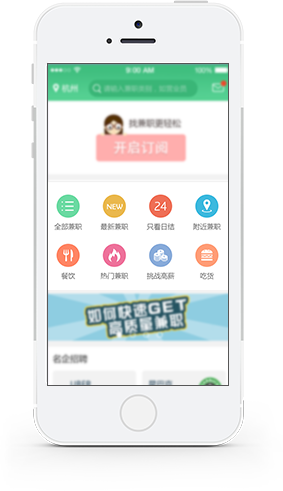 9:00 AM
100%
杭州
找兼职更轻松
开启订阅
NEW
24
全部兼职
最新兼职
只看日结
附近兼职
餐饮
热门兼职
挑战高薪
吃货
如何快速GET
高质量兼职
名企招聘